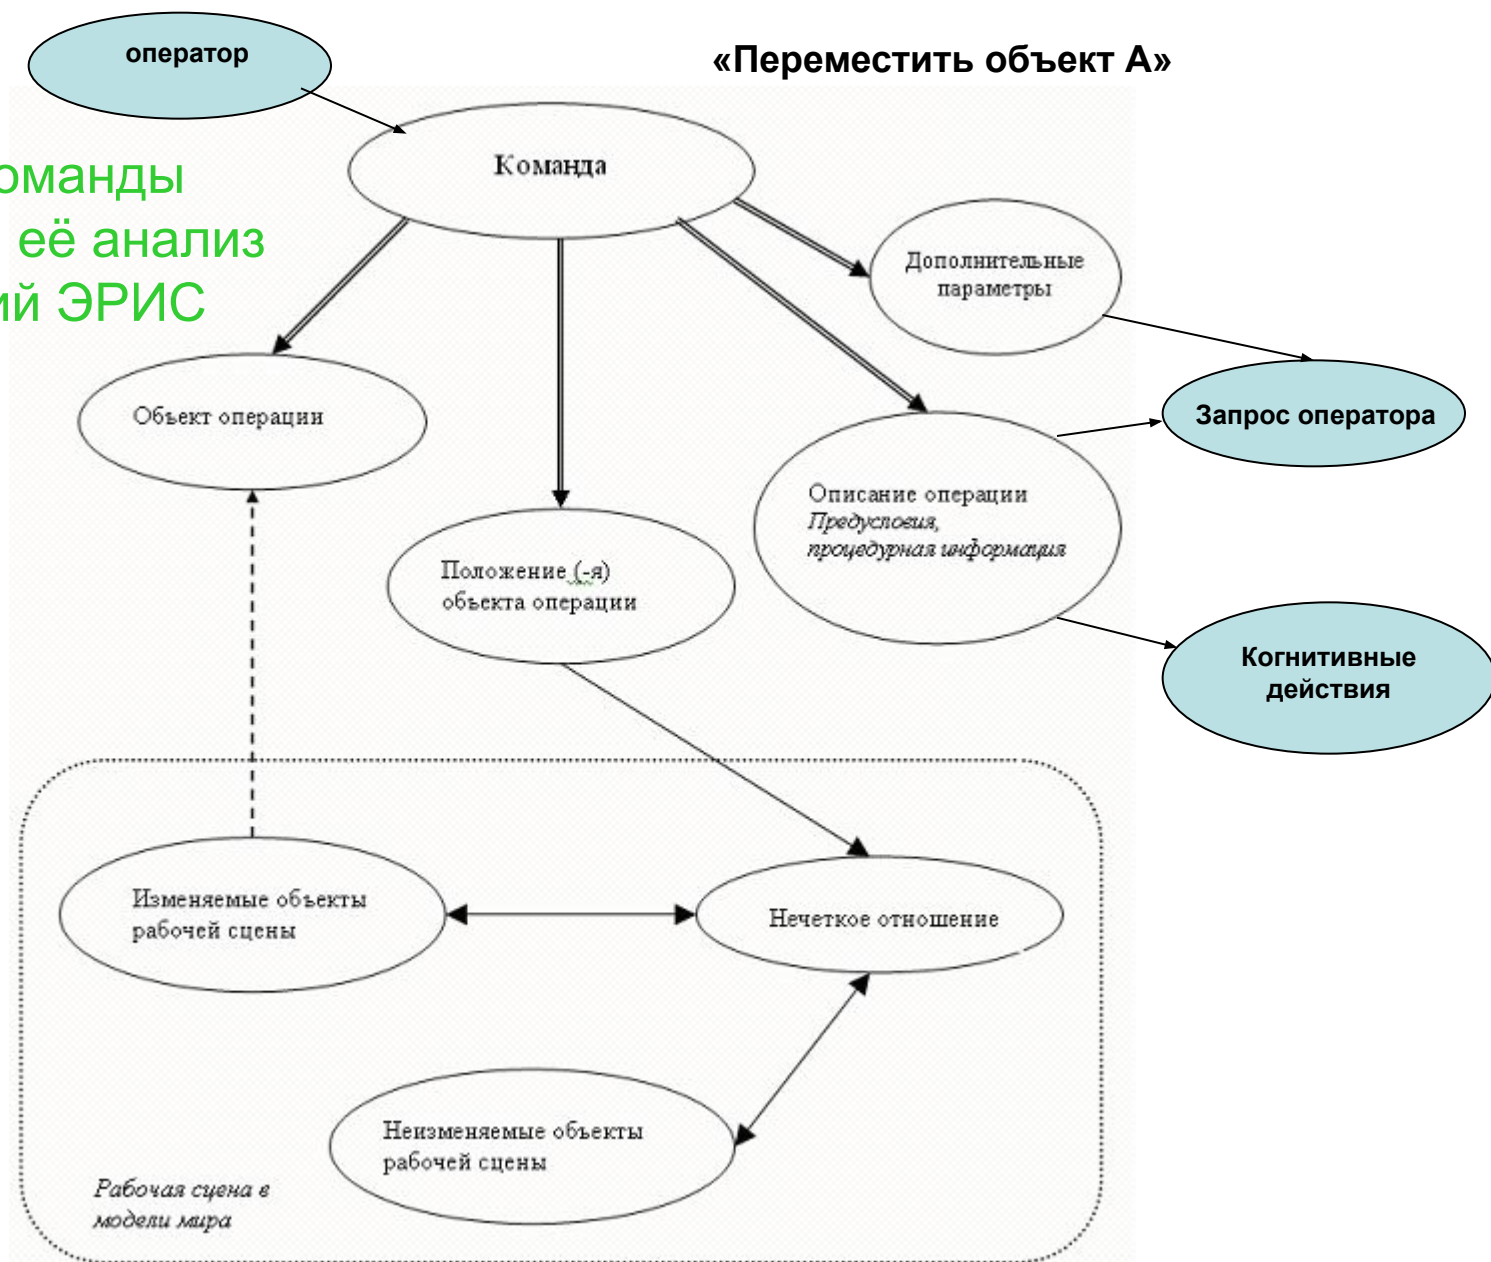 оператор
«Переместить объект А»
Команда
оманды
её анализ
ий ЭРИС
Дополнительные
параметры
Объект операции
Запрос оператора
Описание операции
Предусловия,
процедурная информация
Положение (-я)
объекта операции
Когнитивные
действия
Изменяемые объекты
рабочей сцены
Нечеткое отношение
Неизменяемые объекты
рабочей сцены
Рабочая сцена в
модели мира